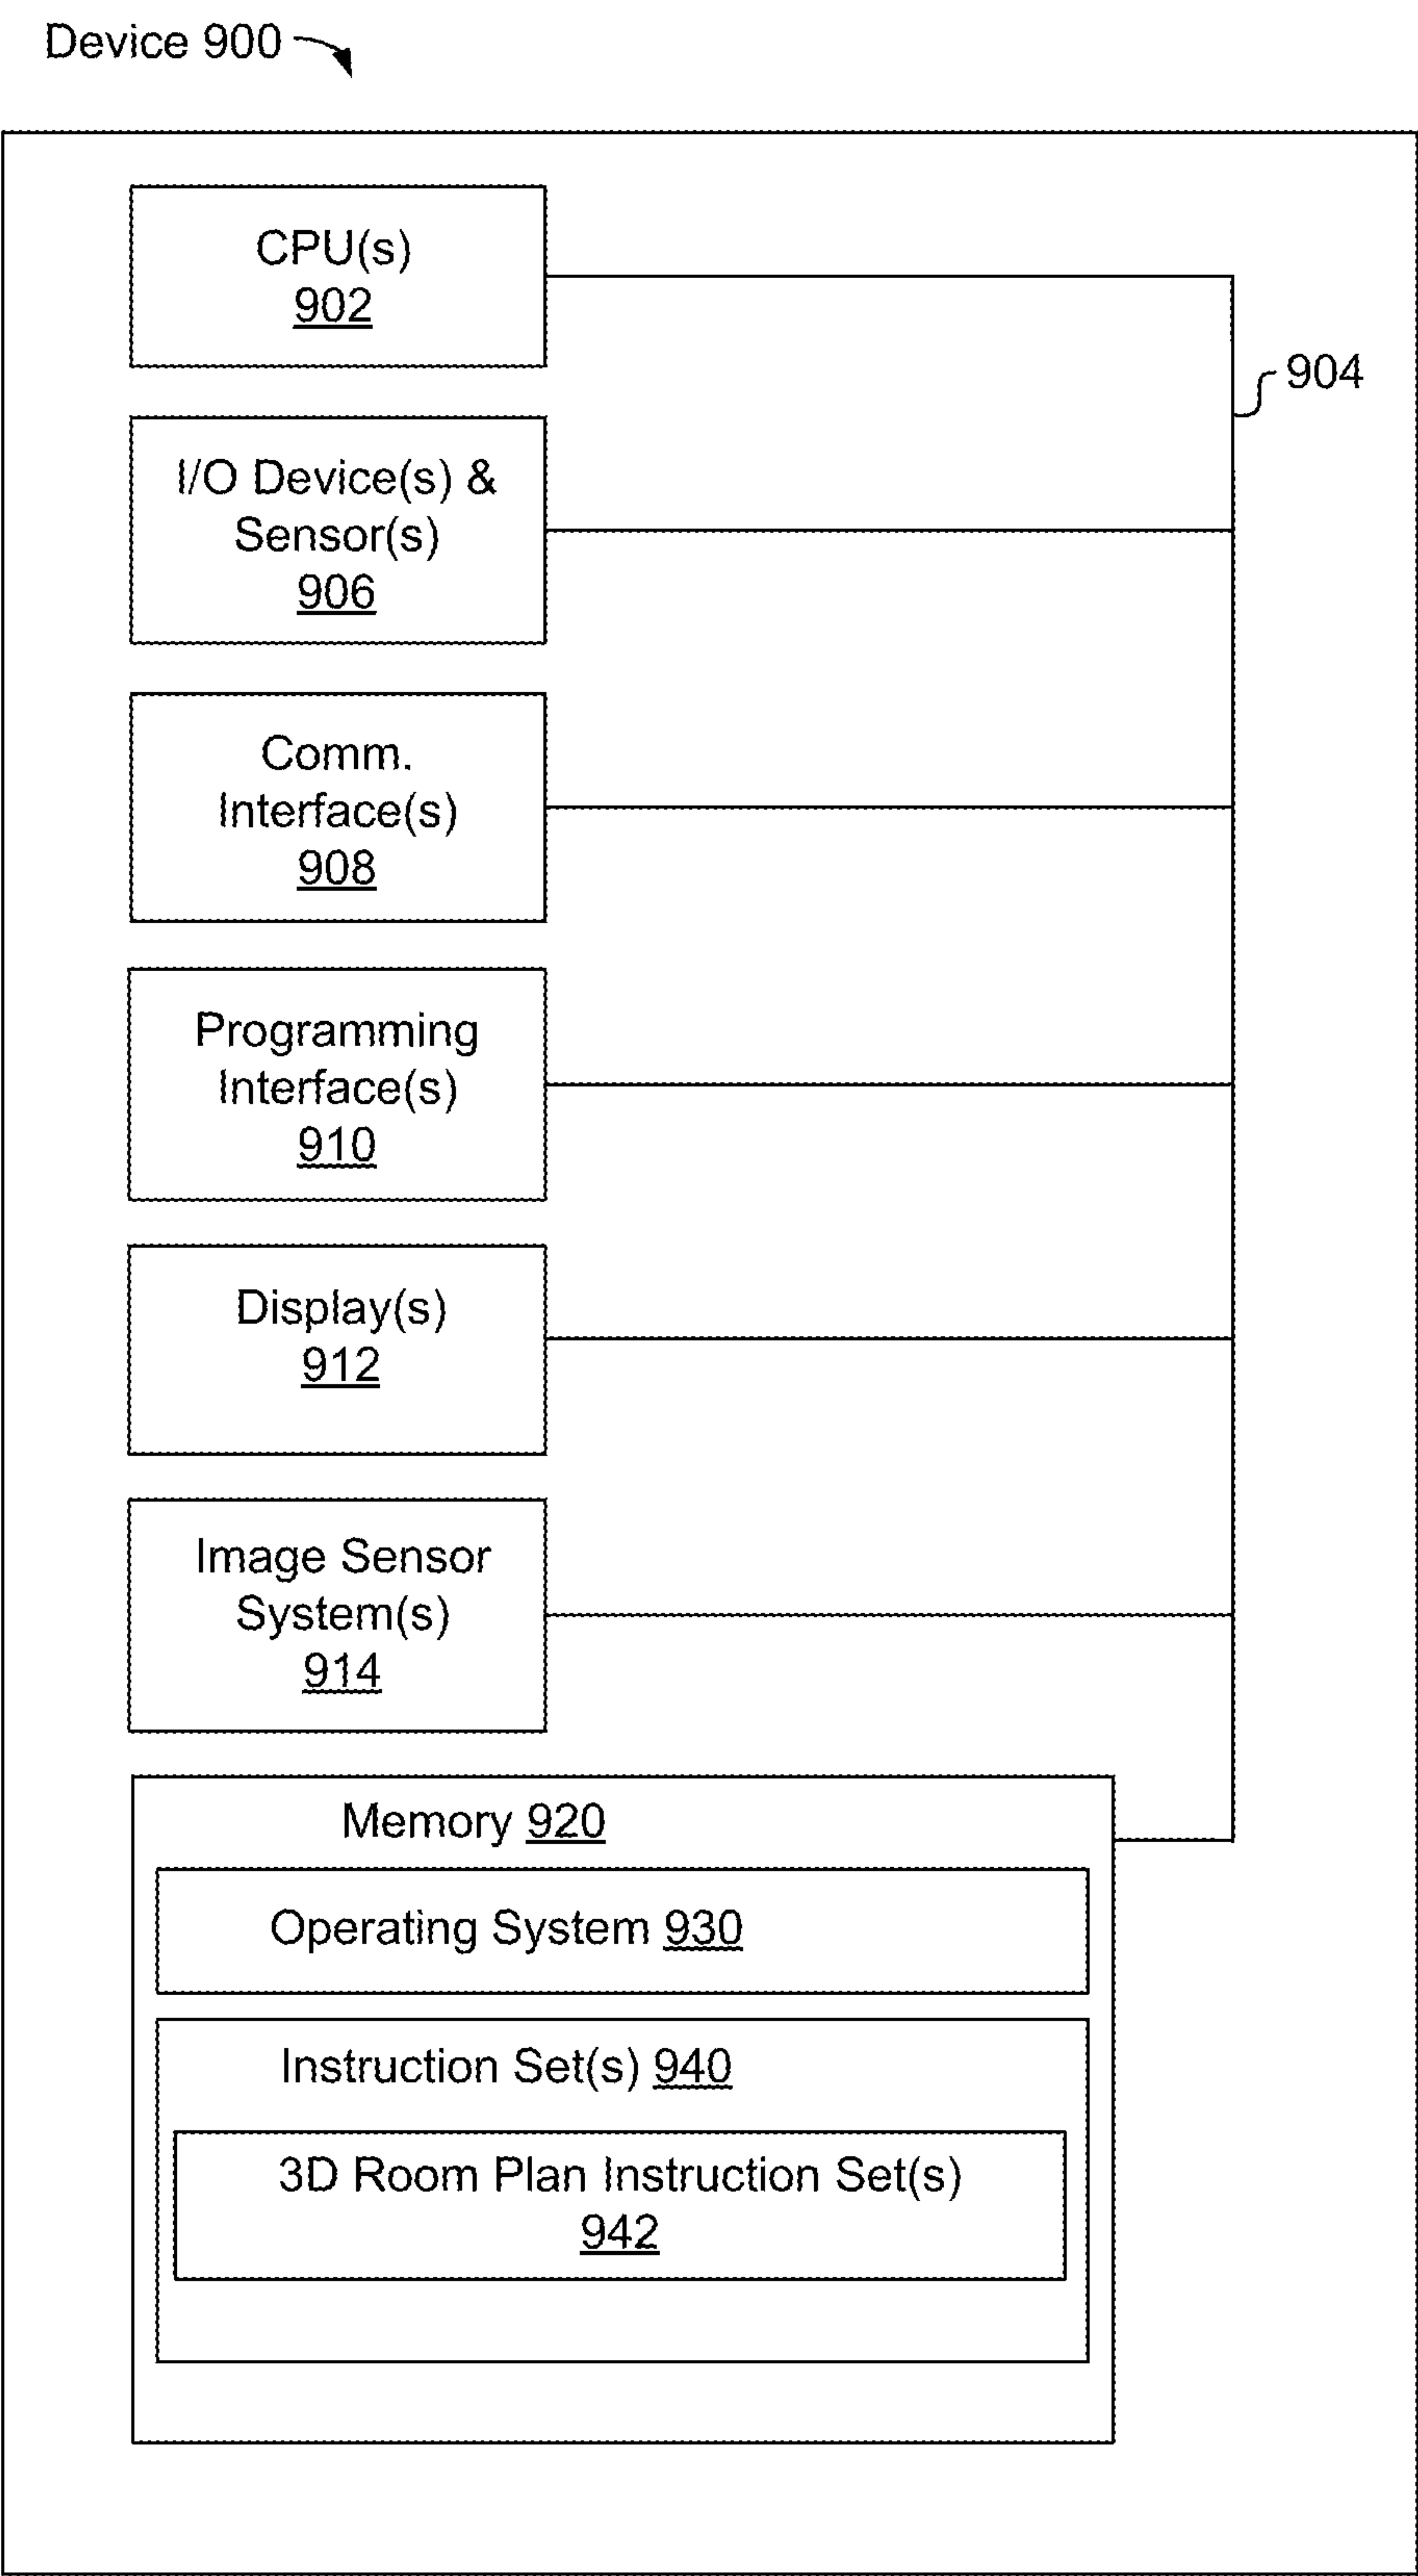 Device 900
CPU(s)
902
904
I/O Device(s) &
Sensor(s)
906
Comm.
Interface(s)
908
Programming
Interface(s)
910
Display(s)
912
Image Sensor
System(s)
914
Memory 920
Operating System 930
Instruction Set(s) 940
3D Room Plan Instruction Set(s)
942